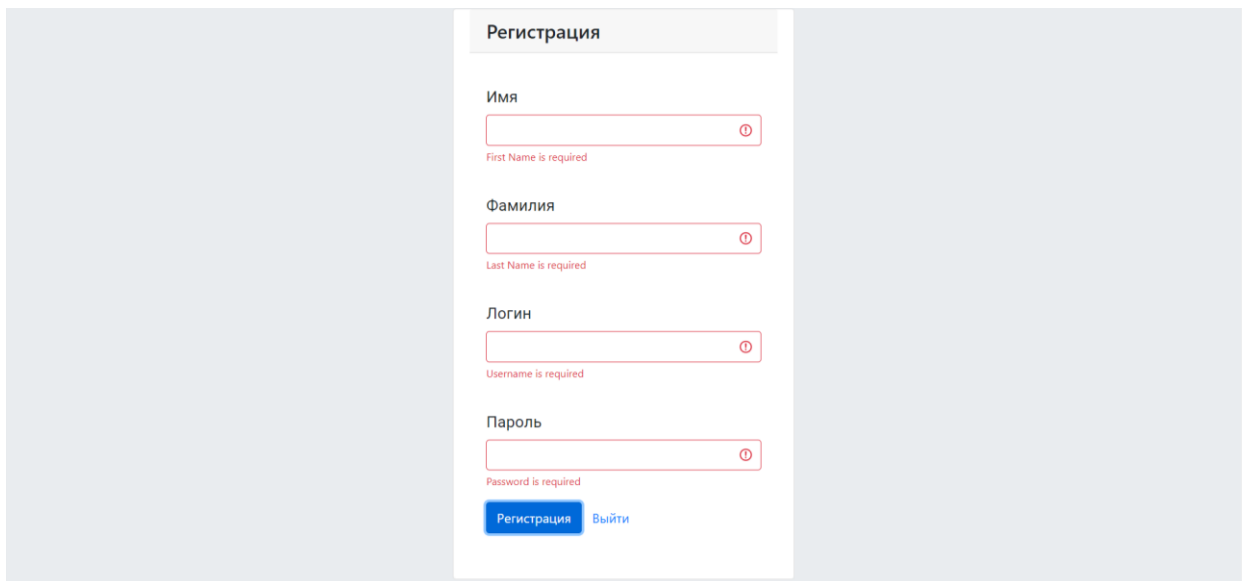 Регистрация
Имя
First Name is required
Фамилия
Last Name is required
Логин
Username is required
Пароль
Password is required
Регистрация Выйти